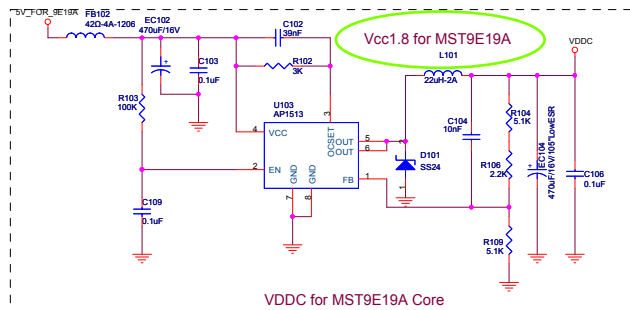 5V_FOR_9E19A
FB102
42Ω-4A-1206
EC102
470uF/16V
C103
0.1uF
C102
39nF
R102
3K
Vcc1.8 for MST9E19A
VDDC
L101
22uH-2A
R103
100K
U103
AP1513
4
VCC
3
OCSET
OUT
5
OUT
6
2
EN
GND
7
GND
8
FB
1
2
D101
SS24
1
C104
10nF
R104
5.1K
R106
2.2K
EC104
470uF/16V/105°LowESR
C106
0.1uF
C109
0.1uF
R109
5.1K
VDDC for MST9E19A Core